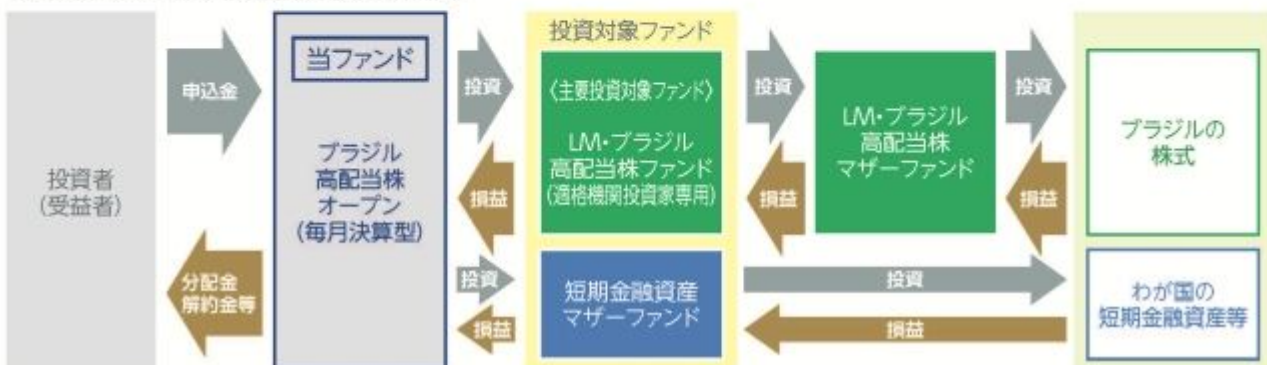 投資者
(受益者)
申込金
分配金
解約金等
当ファンド
ブラジル
高配当株
オープン
(毎月決算型)
投資
損益
投資
損益
投資対象ファンド
〈主要投資対象ファンド〉
LM・ブラジル
高配当株ファンド
(適格機関投資家専用)
短期金融資産
マザーファンド
投資
損益
LM・ブラジル
高配当株
マザーファンド
投資
損益
投資
損益
ブラジルの
株式
わが国の
短期金融資産等